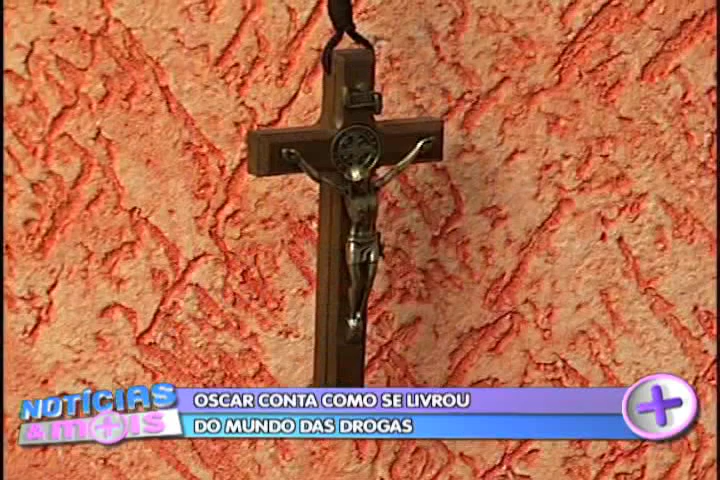 NOTÍCIAS
& mais
OSCAR CONTA COMO SE LIVROU
DO MUNDO DAS DROGAS